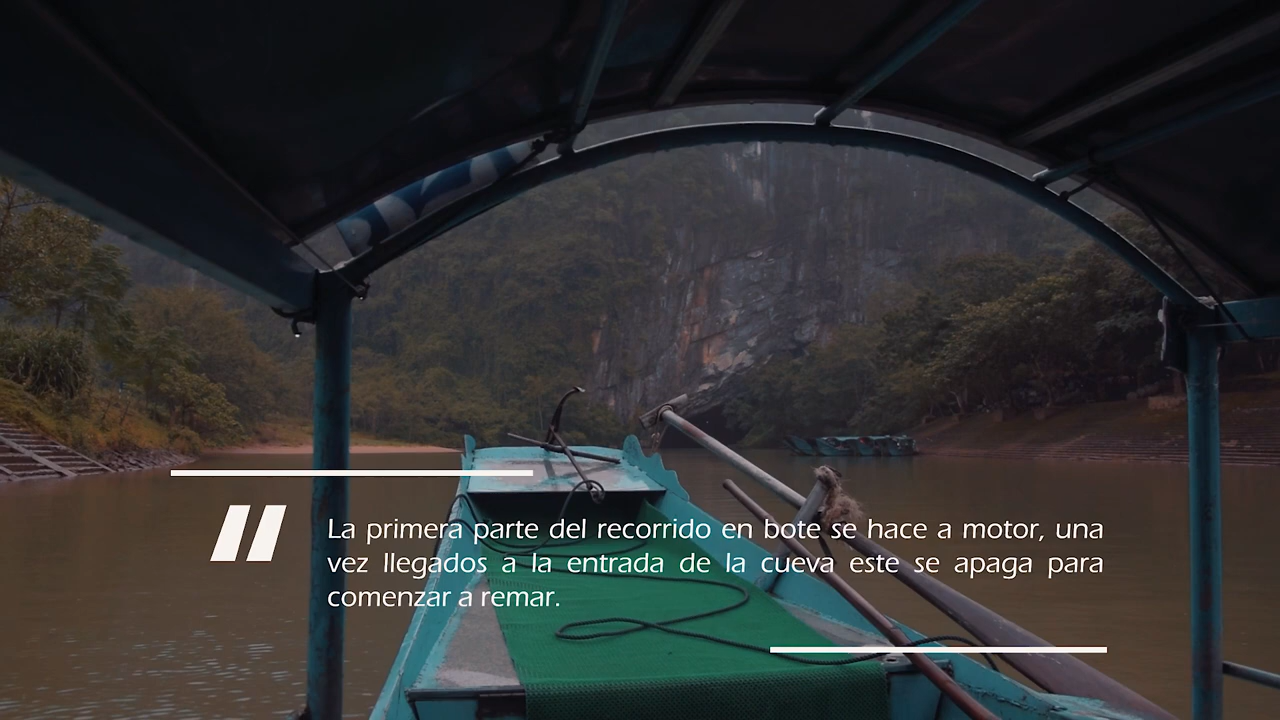 La primera parte del recorrido en bote se hace a motor, una
vez llegados a la entrada de la cueva este se apaga para
comenzar a remar.